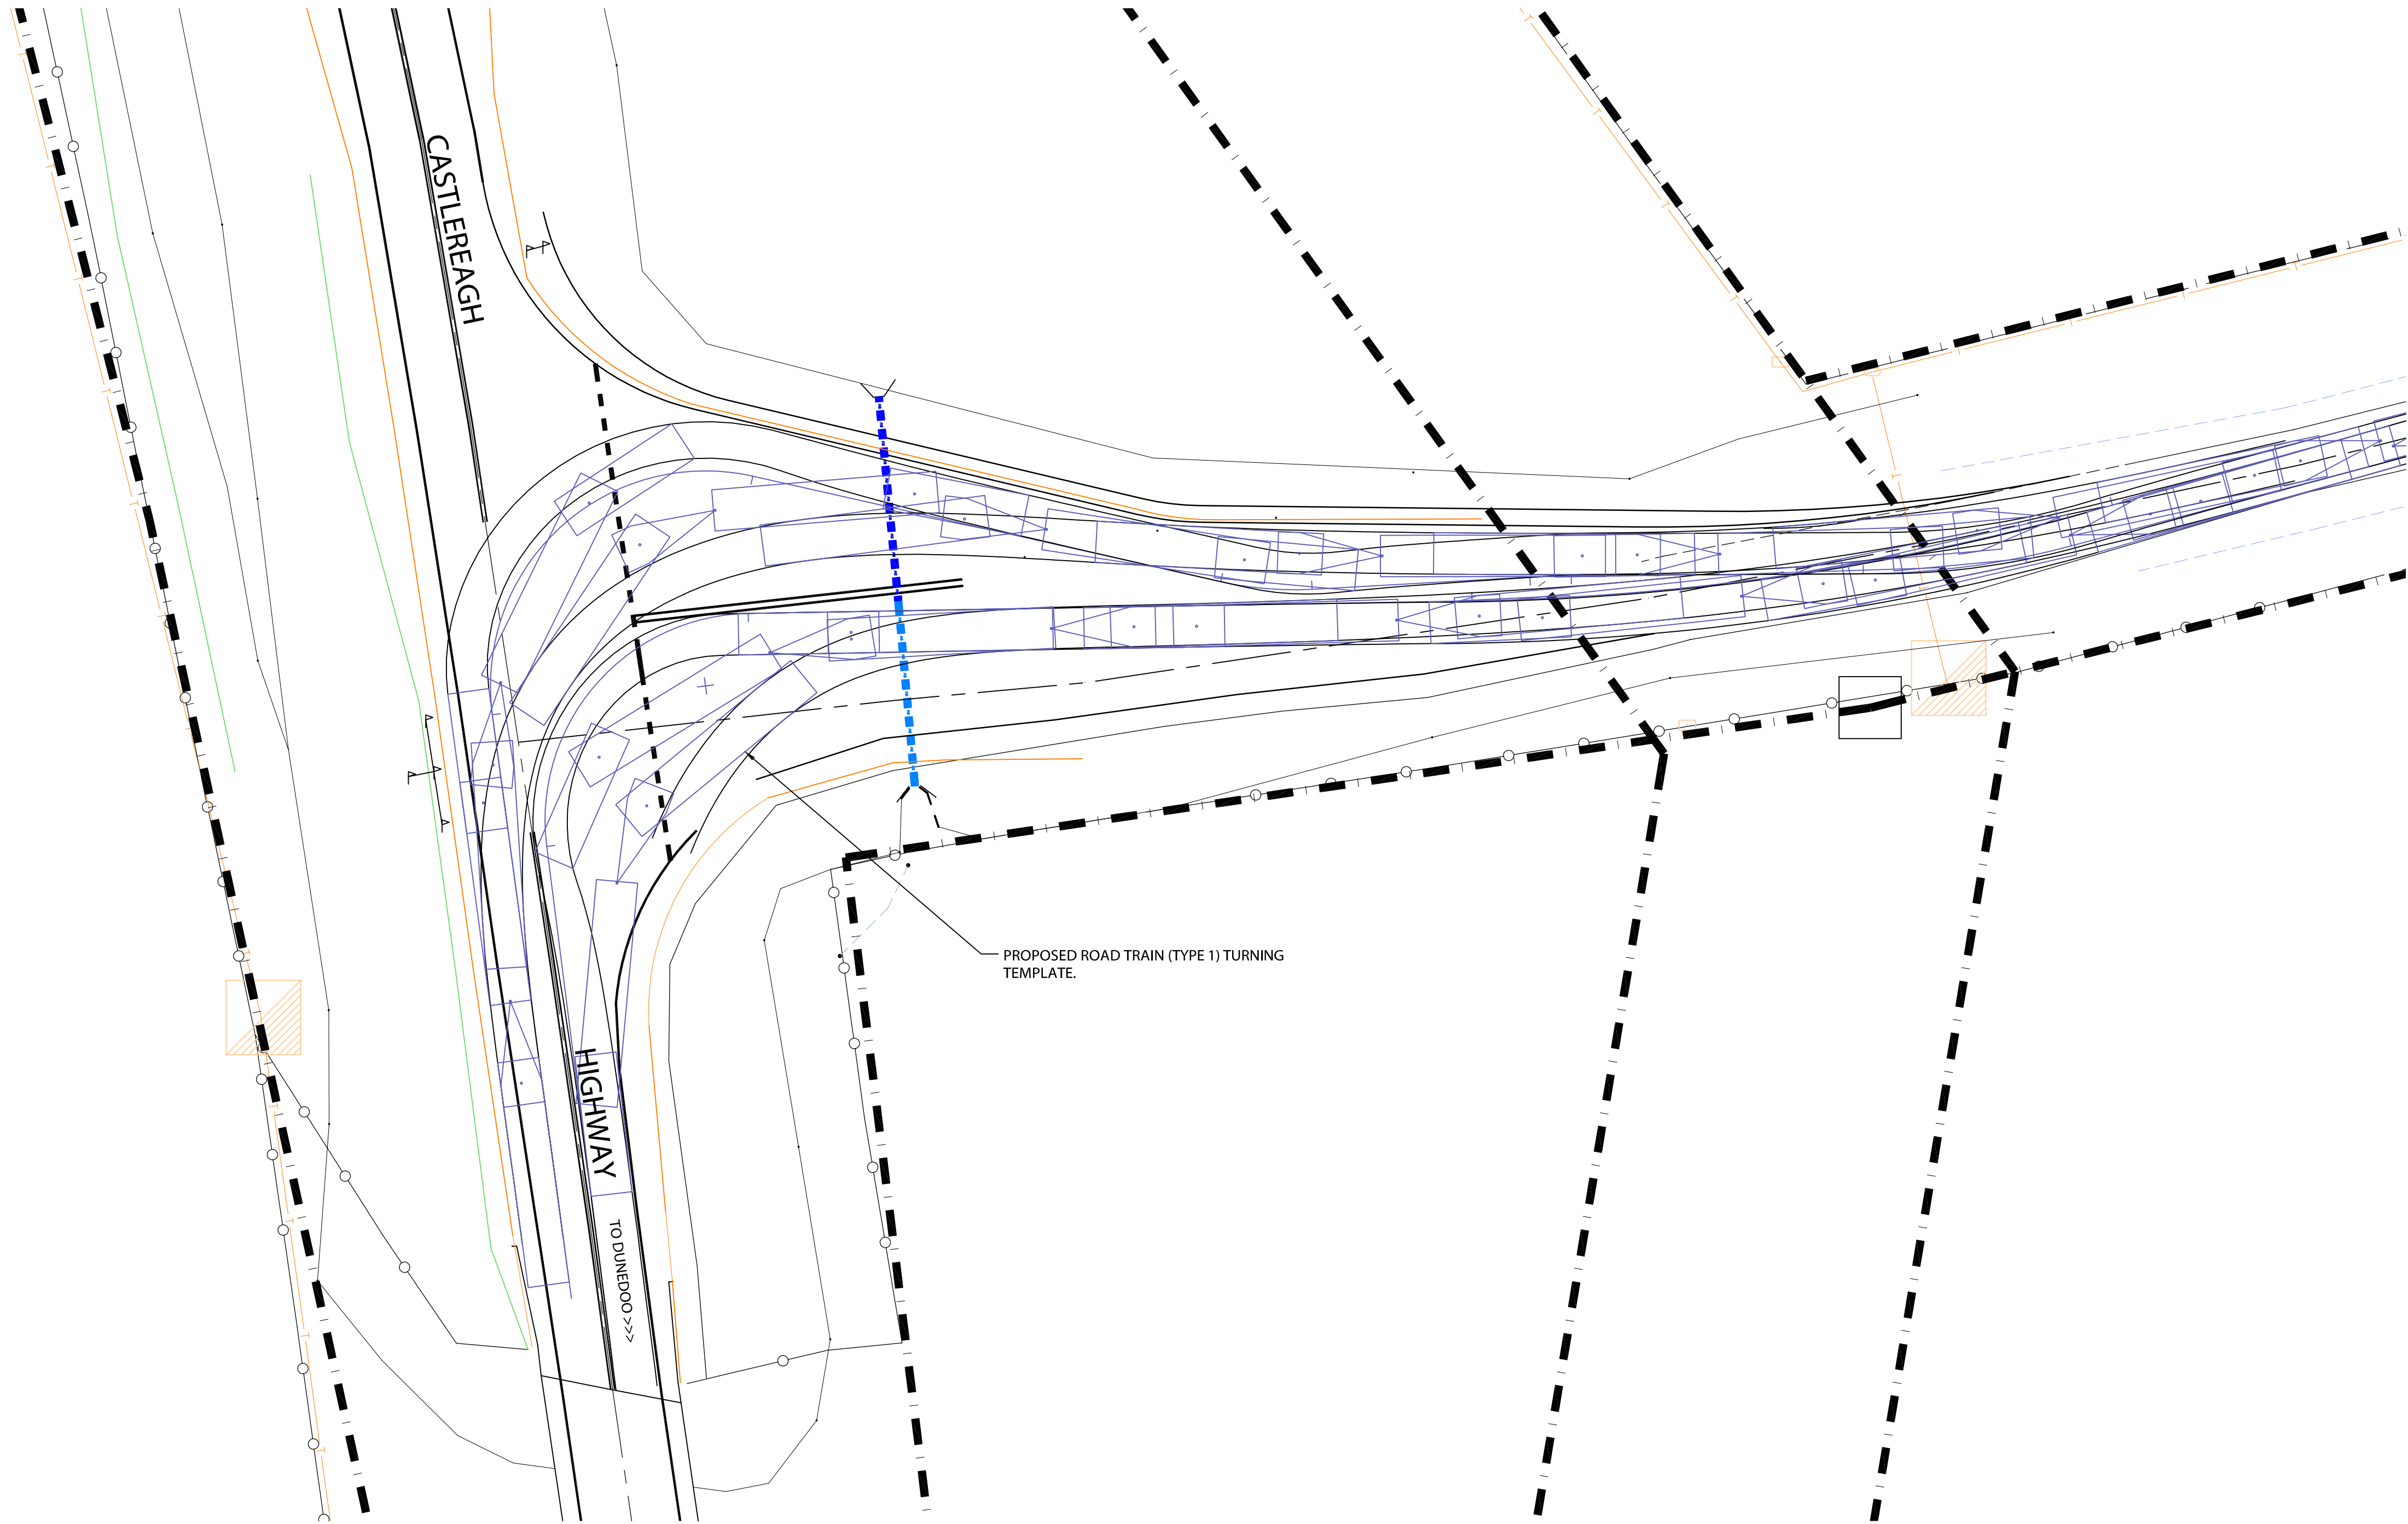 CASTLEREAGH
PROPOSED ROAD TRAIN (TYPE 1) TURNING
TEMPLATE.
HIGHWAY
TO DUNEDOO >>>